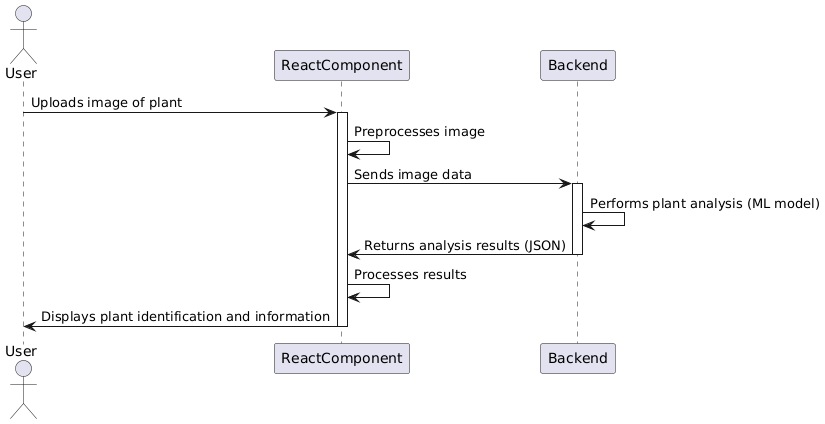 User
ReactComponent
Backend
Uploads image of plant
Preprocesses image
Sends image data
Performs plant analysis (ML model)
Returns analysis results (JSON)
Processes results
Displays plant identification and information
User
ReactComponent
Backend